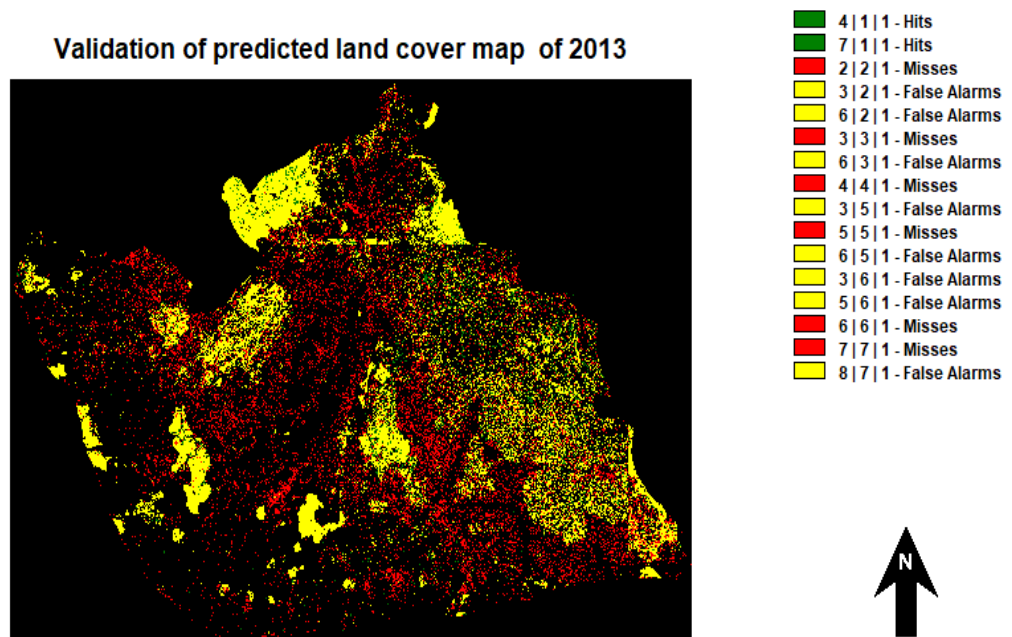 Validation of predicted land cover map of 2013
4 | 1 | 1 - Hits
7 | 1 | 1 - Hits
2 | 2 | 1 - Misses
3 | 2 | 1 - False Alarms
6 | 2 | 1 - False Alarms
3 | 3 | 1 - Misses
6 | 3 | 1 - False Alarms
4 | 4 | 1 - Misses
3 | 5 | 1 - False Alarms
5 | 5 | 1 - Misses
6 | 5 | 1 - False Alarms
3 | 6 | 1 - False Alarms
5 | 6 | 1 - False Alarms
6 | 6 | 1 - Misses
7 | 7 | 1 - Misses
8 | 7 | 1 - False Alarms
N